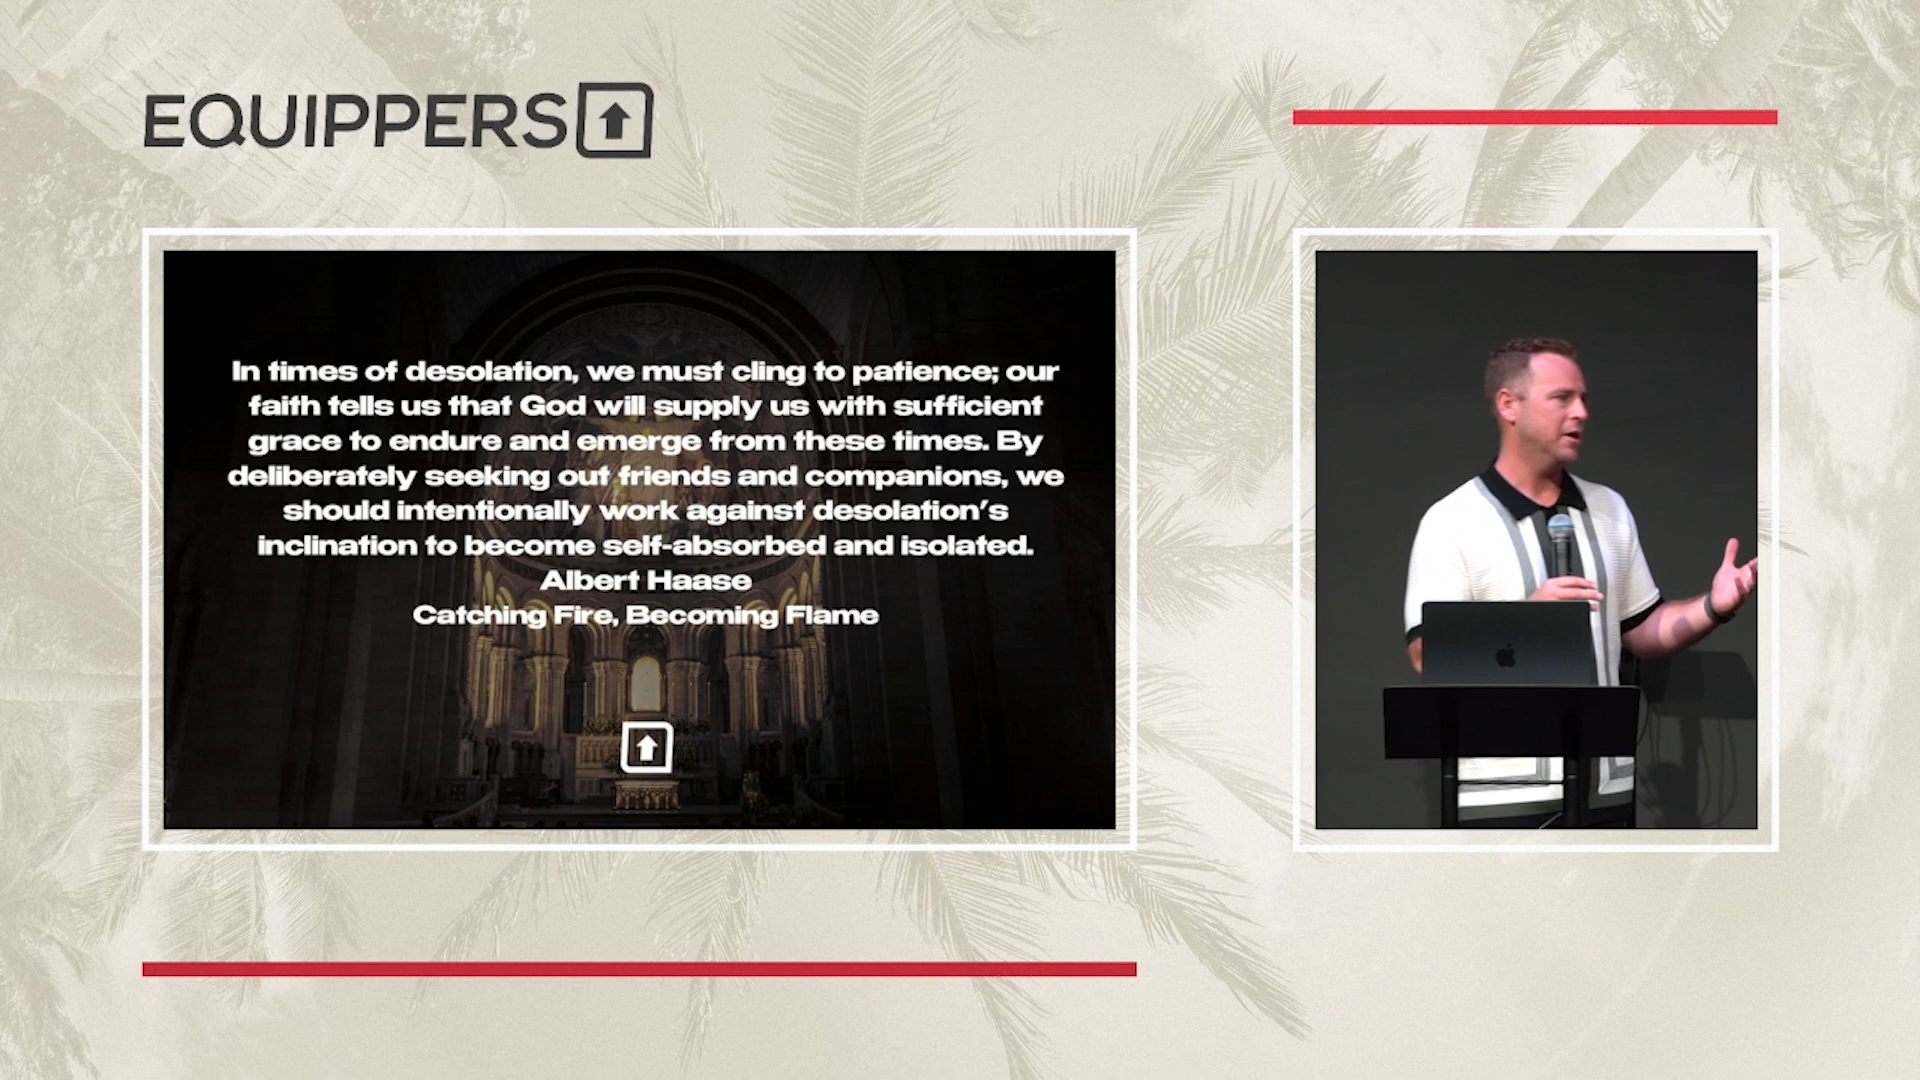 EQUIPPERS
In times of desolation, we must cling to patience; our
faith tells us that God will supply us with sufficient
grace to endure and emerge from these times. By
deliberately seeking out friends and companions, we
should intentionally work against desolation's
inclination to become self-absorbed and isolated.
Albert Haase
Catching Fire, Becoming Flame